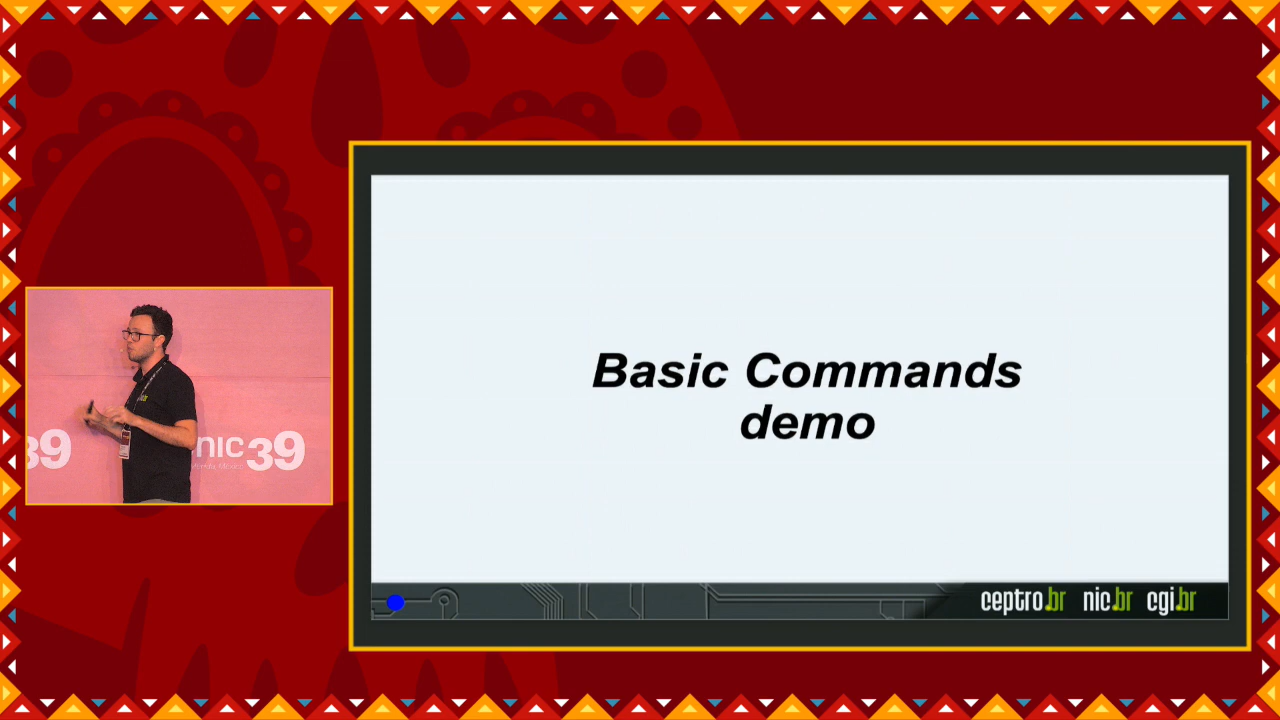 Basic Commands
demo
39
nic 39
ceptro.br nic.br cgi.br